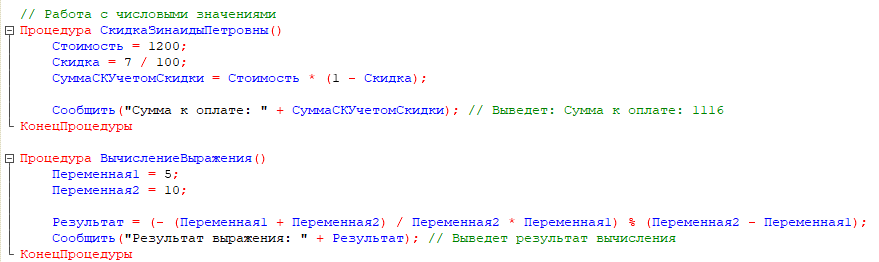 // Работа с числовыми значениями
Процедура СкидкаЗинаидыПетровны()
Стоимость = 1200;
Скидка = 7 / 100;
СуммаСКУчетомСкидки = Стоимость * (1 - Скидка);
Сообщить("Сумма к оплате: " + СуммаСКУчетомСкидки); // Выведет: Сумма к оплате: 1116
КонецПроцедуры
Процедура ВычислениеВыражения()
Переменная1 = 5;
Переменная2 = 10;
Результат = (- (Переменная1 + Переменная2) / Переменная2 * Переменная1) % (Переменная2 - Переменная1);
Сообщить("Результат выражения: " + Результат); // Выведет результат вычисления
КонецПроцедуры